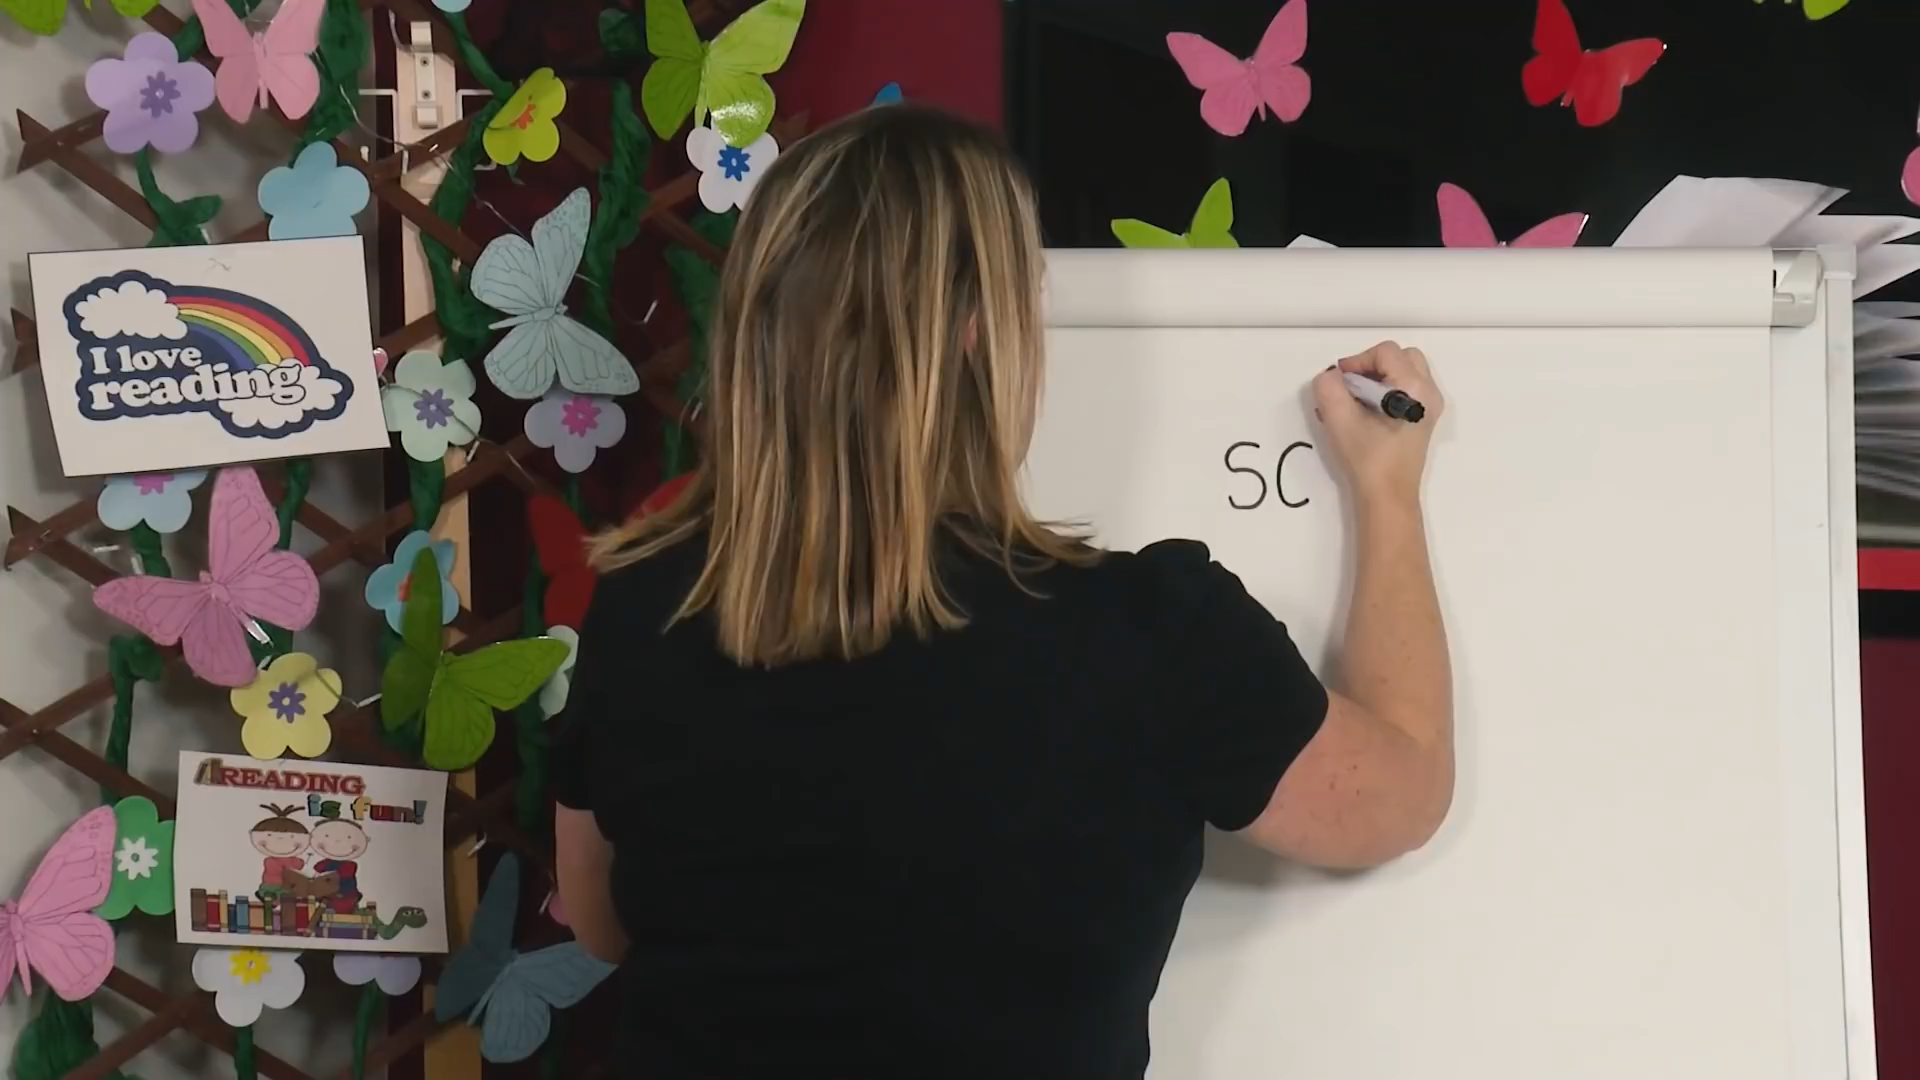 I love
reading
READING
is fun!
SC